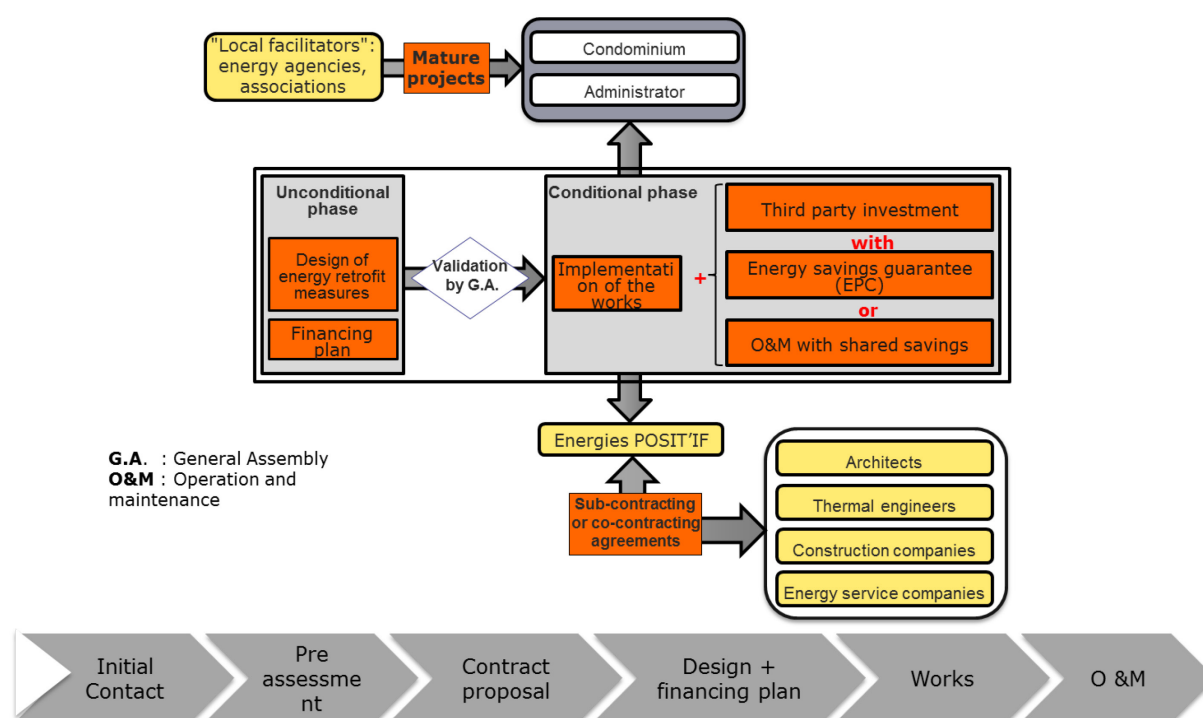 "Local facilitators":
energy agencies,
associations
Mature
projects
Condominium
Administrator
Unconditional
phase
Design of
energy retrofit
measures
Financing
plan
Validation
by G.A.
Conditional phase
Implementati
on of the
works
+
Third party investment
with
Energy savings guarantee
(EPC)
or
O&M with shared savings
Energies POSIT'IF
G.A. : General Assembly
O&M : Operation and
maintenance
Sub-contracting
or co-contracting
agreements
Architects
Thermal engineers
Construction companies
Energy service companies
Initial
Contact
Pre
assessme
nt
Contract
proposal
Design +
financing plan
Works
O &M